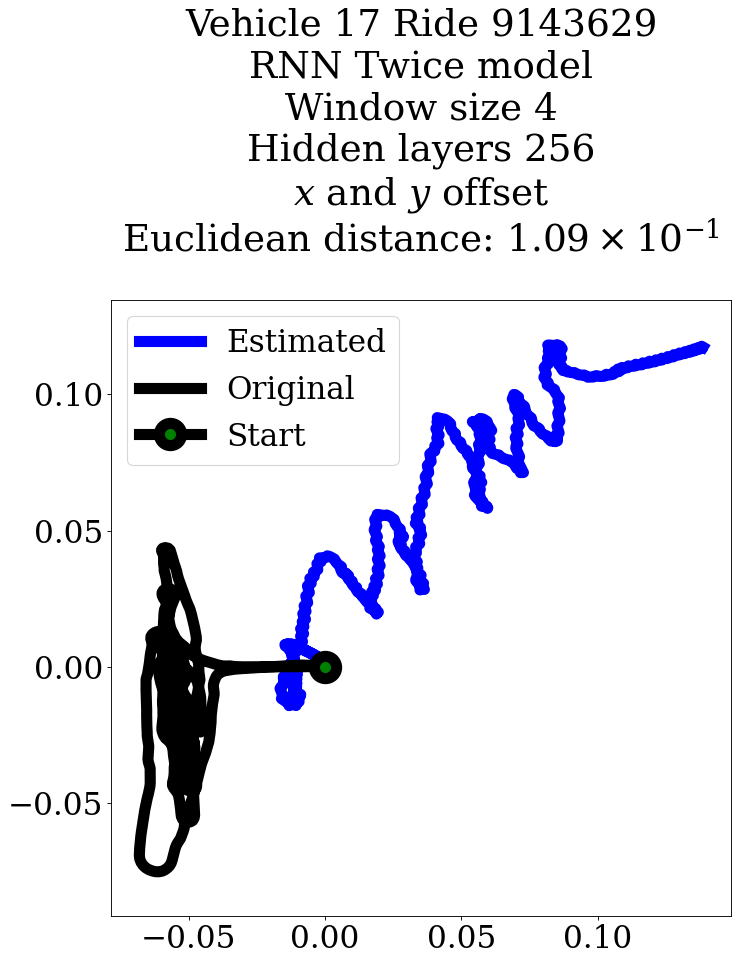 Vehicle 17 Ride 9143629
RNN Twice model
Window size 4
Hidden layers 256
x and y offset
Euclidean distance: 1.09 × 10⁻¹
Estimated
Original
Start
0.10
0.05
0.00
−0.05
−0.05 0.00 0.05 0.10